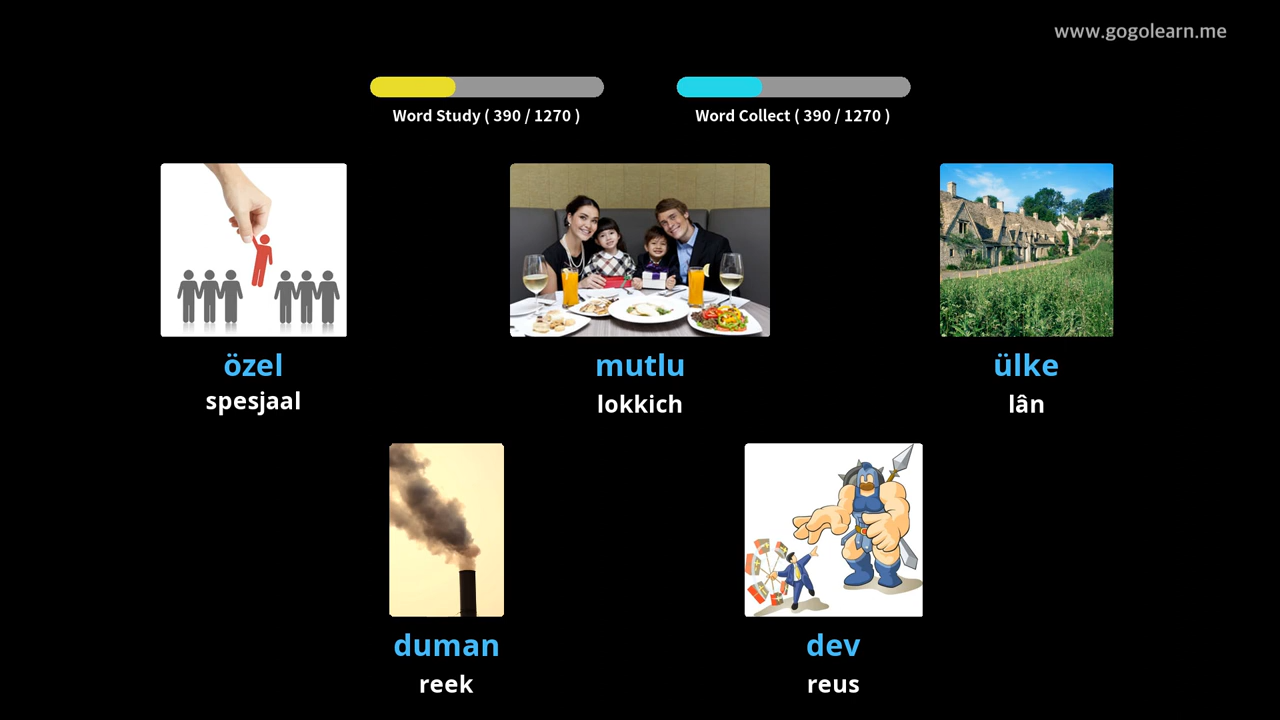 www.gogolearn.me
Word Study ( 390 / 1270 )
Word Collect ( 390 / 1270 )
özel
spesjaal
mutlu
lokkich
ülke
lân
duman
reek
dev
reus